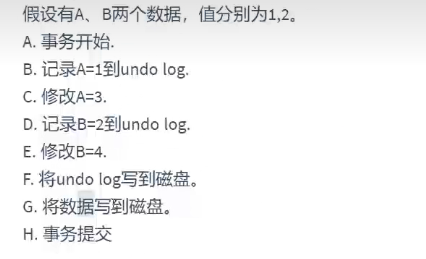 假设有A、B两个数据，值分别为1,2。
A. 事务开始.
B. 记录A=1到undo log.
C. 修改A=3.
D. 记录B=2到undo log.
E. 修改B=4.
F. 将undo log写到磁盘。
G. 将数据写到磁盘。
H. 事务提交